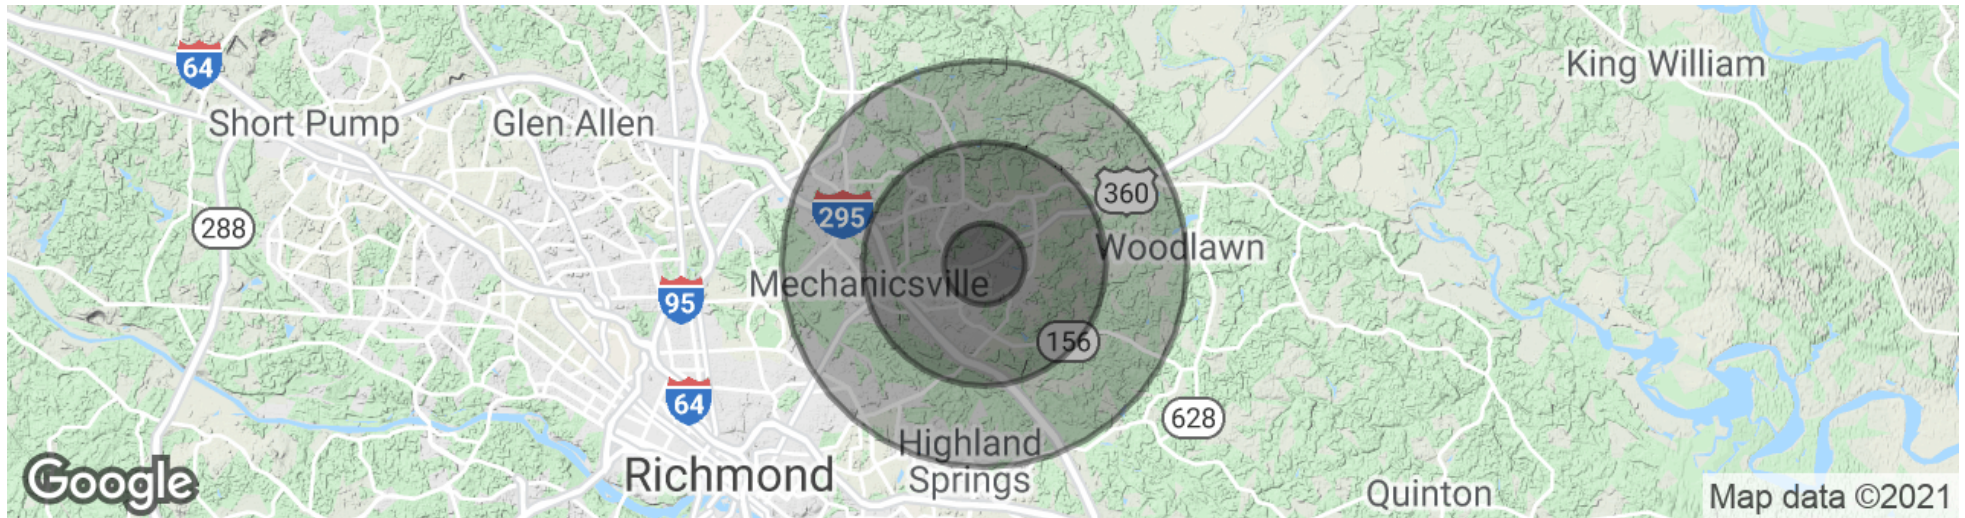 64
King William
Short Pump
Glen Allen
360
295
288
Woodlawn
Mechanicsville
95
156
64
628
Highland
Springs
Richmond
Google
Quinton
Map data ©2021